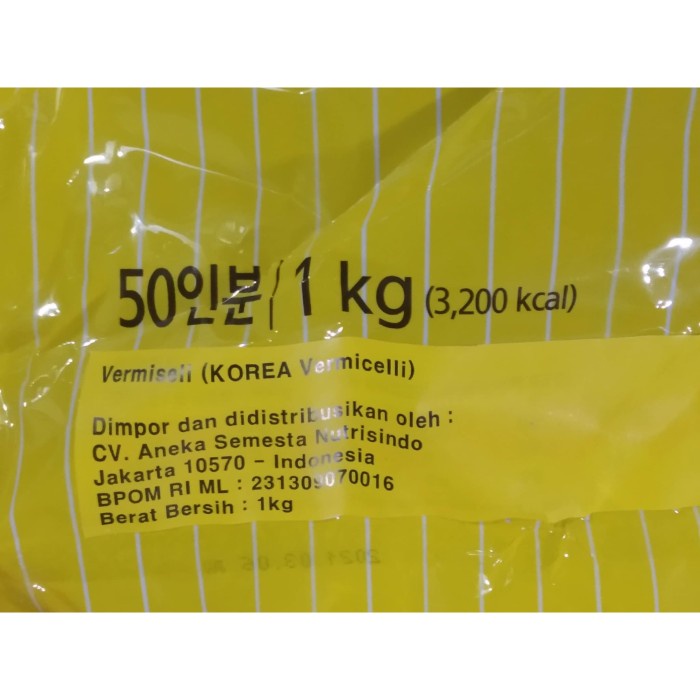 50인분/1 kg (3,200 kcal)
Vermiseli (KOREA Vermicelli)
Dimpor dan didistribusikan oleh :
CV. Aneka Semesta Nutrisindo
Jakarta 10570 - Indonesia
BPOM RI ML : 231309070016
Berat Bersih : 1kg